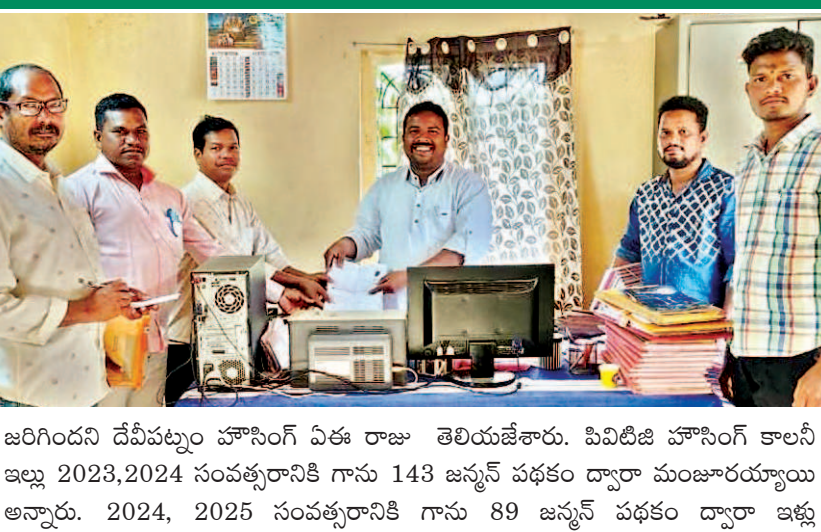 జరిగిందని దేవీపట్నం హౌసింగ్ ఏఈ రాజు తెలియజేశారు. పివిటిజి హౌసింగ్ కాలనీ
ఇల్లు 2023,2024 సంవత్సరానికి గాను 143 జన్మన్ పథకం ద్వారా మంజూరయ్యాయి
అన్నారు. 2024, 2025 సంవత్సరానికి గాను 89 జన్మన్ పథకం ద్వారా ఇళ్లు